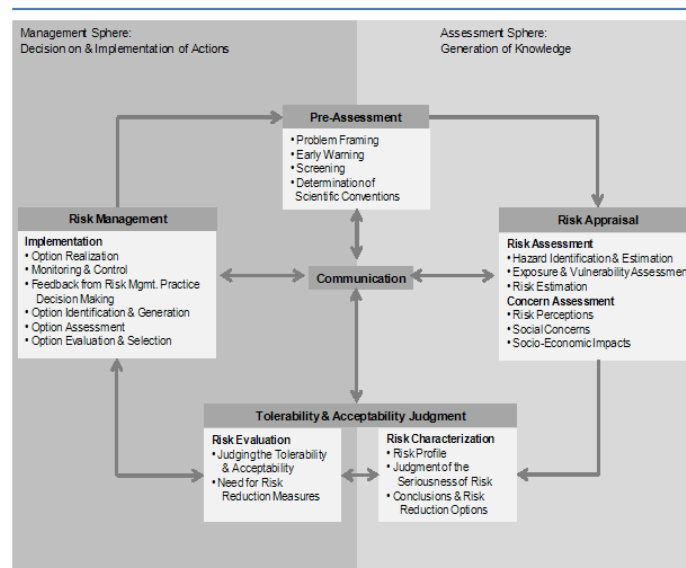 Management Sphere:
Decision on & Implementation of Actions
Assessment Sphere:
Generation of Knowledge
Pre-Assessment
• Problem Framing
• Early Warning
• Screening
• Determination of
Scientific Conventions
Risk Management
Implementation
• Option Realization
• Monitoring & Control
• Feedback from Risk Mgmt. Practice
Decision Making
• Option Identification & Generation
• Option Assessment
• Option Evaluation & Selection
Communication
Risk Appraisal
Risk Assessment
• Hazard Identification & Estimation
• Exposure & Vulnerability Assessmen
• Risk Estimation
Concern Assessment
• Risk Perceptions
• Social Concerns
• Socio-Economic Impacts
Tolerability & Acceptability Judgment
Risk Evaluation
• Judging the Tolerability
& Acceptability
• Need for Risk
Reduction Measures
Risk Characterization
• Risk Profile
• Judgment of the
Seriousness of Risk
• Conclusions & Risk
Reduction Options